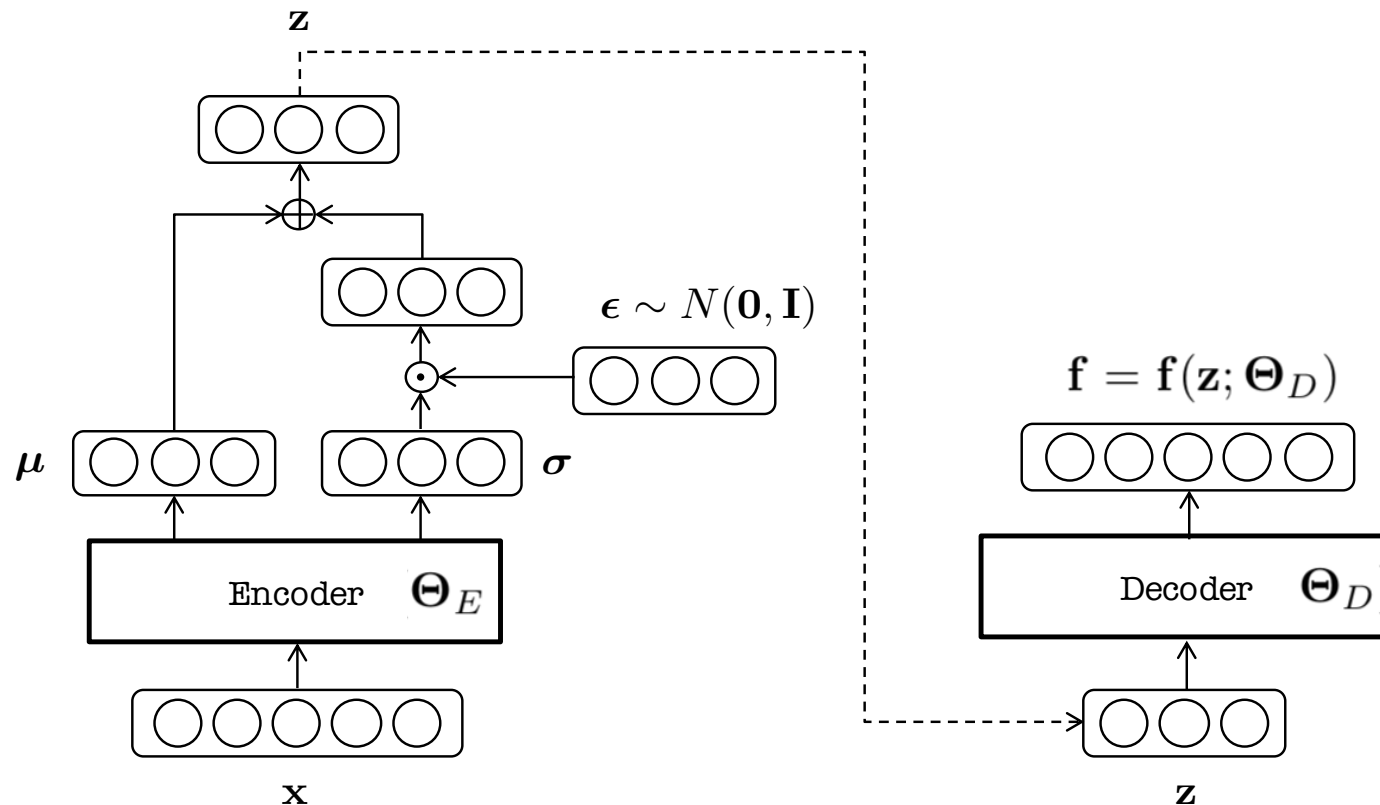 z
ϵ ∼ N(0, I)
f = f(z; Θ_D)
μ
σ
Encoder Θ_E
Decoder Θ_D
x
z